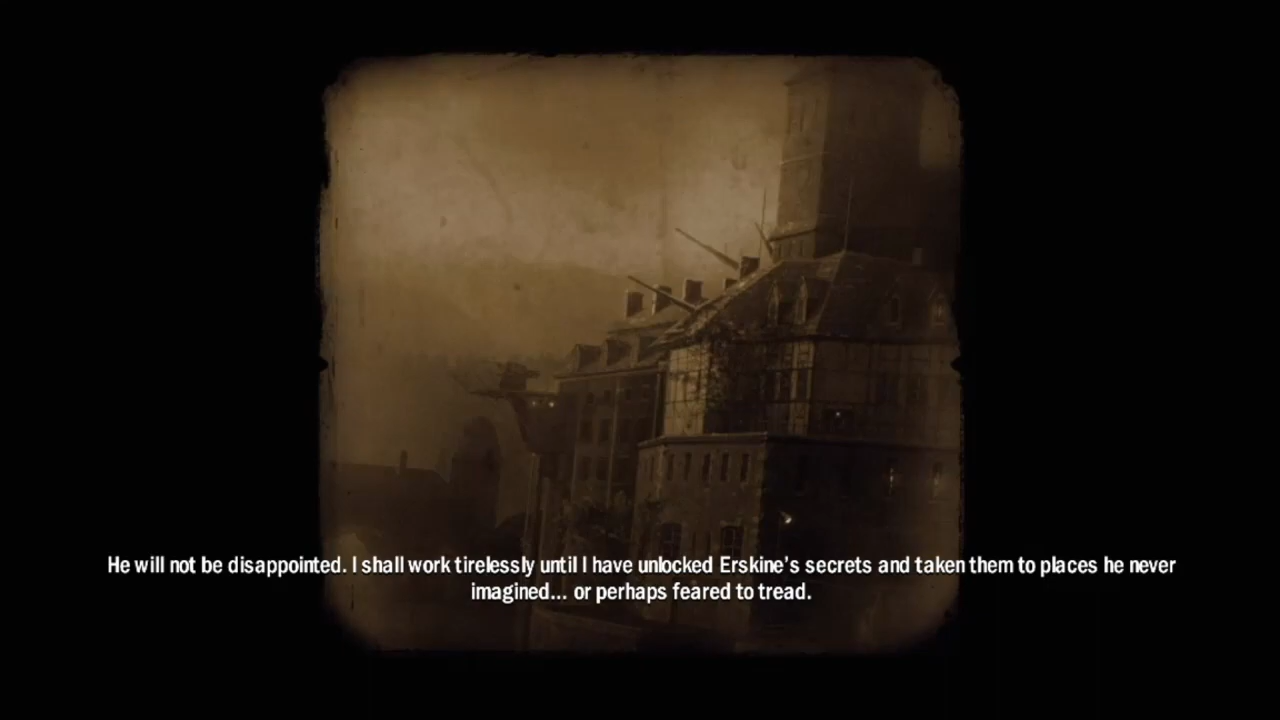 He will not be disappointed. I shall work tirelessly until I have unlocked Erskine's secrets and taken them to places he never
imagined... or perhaps feared to tread.